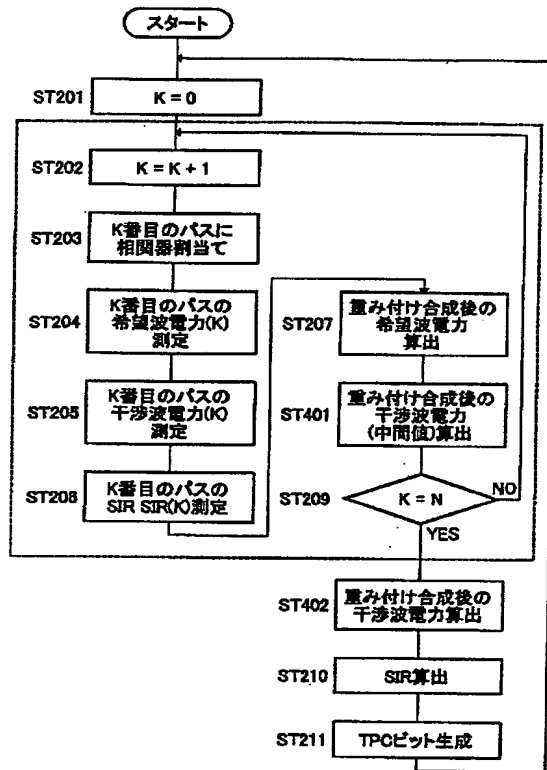 スタート
ST201
K = 0
ST202
K = K + 1
ST203
K番目のパスに
相関器割当て
ST204
K番目のパスの
希望波電力(K)
測定
ST205
K番目のパスの
干渉波電力(K)
測定
ST206
K番目のパスの
SIR SIR(K)測定
ST207
重み付け合成後の
希望波電力
算出
ST401
重み付け合成後の
干渉波電力
(中間値)算出
ST209
K = N
NO
YES
ST402
重み付け合成後の
干渉波電力算出
ST210
SIR算出
ST211
TPCビット生成